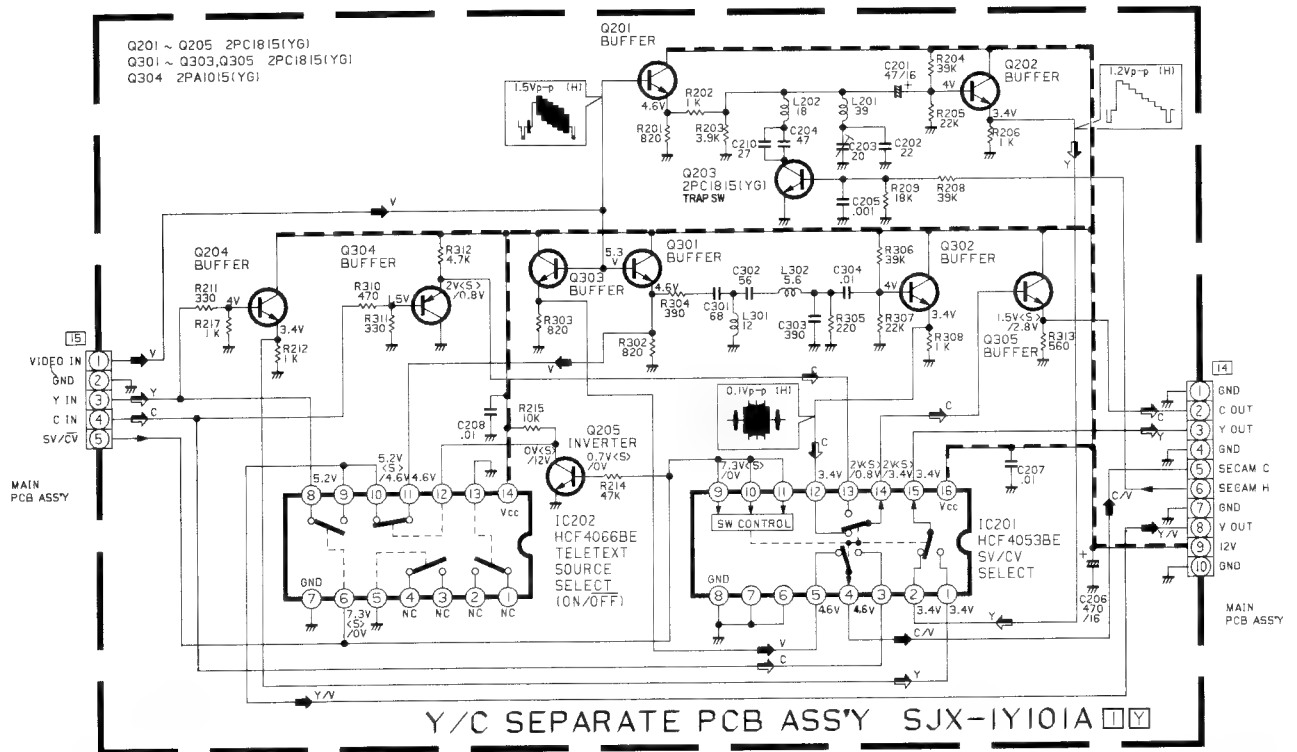 Q201 ~ Q205 2PC1815(YG)
Q301 ~ Q303,Q305 2PC1815(YG)
Q304 2PA1015(YG)
Q201
BUFFER
1.5Vp-p (H)
4.6V
R202
1K
R201
820
R203
3.9K
L202
18
L201
39
C201
47/16
+
R204
39K
4V
Q202
BUFFER
3.4V
R205
22K
R206
1K
1.2Vp-p (H)
Y
C210
27
C204
47
C203
20
C202
22
Q203
2PC1815(YG)
TRAP SW
C205
.001
R209
18K
R208
39K
V
Q204
BUFFER
R211
330
4V
R217
1K
3.4V
R212
1K
Q304
BUFFER
R310
470
1.5V
R311
330
R312
4.7K
2V<S>
/0.8V
Q303
BUFFER
R303
820
5.3
V
Q301
BUFFER
4.6V
R304
390
R302
820
V
C301
68
C302
56
L301
12
L302
5.6
C303
390
C304
.01
R305
220
R306
39K
4V
R307
22K
Q302
BUFFER
3.4V
R308
1K
1.5V<S>
/2.8V
Q305
BUFFER
R313
560
15
VIDEO IN 1 V
GND 2
Y IN 3 Y
C IN 4 C
SV/CV 5
MAIN
PCB ASS'Y
C208
.01
R215
10K
Q205
INVERTER
0V<S>
/12V
0.7V<S>
/0V
R214
47K
5.2V
5.2V
<S>
/4.6V
4.6V
8 9 10 11 12 13 14
Vcc
IC202
HCF4066BE
TELETEXT
SOURCE
SELECT
(ON/OFF)
GND
7 6 5 4 3 2 1
7.3V
<S>
/0V
NC NC NC NC
0.1Vp-p (H)
C
C
C
7.3V<S>
/0V
3.4V
2V<S>
/0.8V
2V<S>
/3.4V
3.4V
9 10 11 12 13 14 15 16
Vcc
SW CONTROL
IC201
HCF4053BE
SV/CV
SELECT
GND
8 7 6 5 4 3 2 1
4.6V 4.6V 3.4V 3.4V
C207
.01
+
C206
470
/16
14
1 GND
C 2 C OUT
Y 3 Y OUT
4 GND
5 SECAM C
6 SECAM H
7 GND
Y/V 8 V OUT
9 12V
10 GND
C/V
MAIN
PCB ASS'Y
C/V
Y
V
C
Y
Y/V
Y/C SEPARATE PCB ASS'Y SJX-1Y101A 1 Y